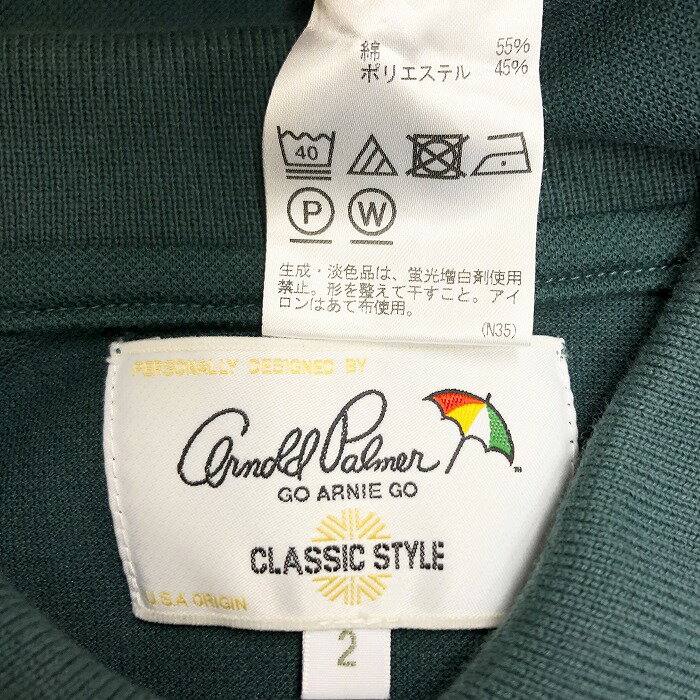 綿 55%
ポリエステル 45%
40
P W
生成・淡色品は、蛍光増白剤使用
禁止。形を整えて干すこと。アイ
ロンはあて布使用。
(N35)
PERSONALLY DESIGNED BY
Arnold Palmer
TM
GO ARNIE GO
CLASSIC STYLE
U.S.A ORIGIN
2